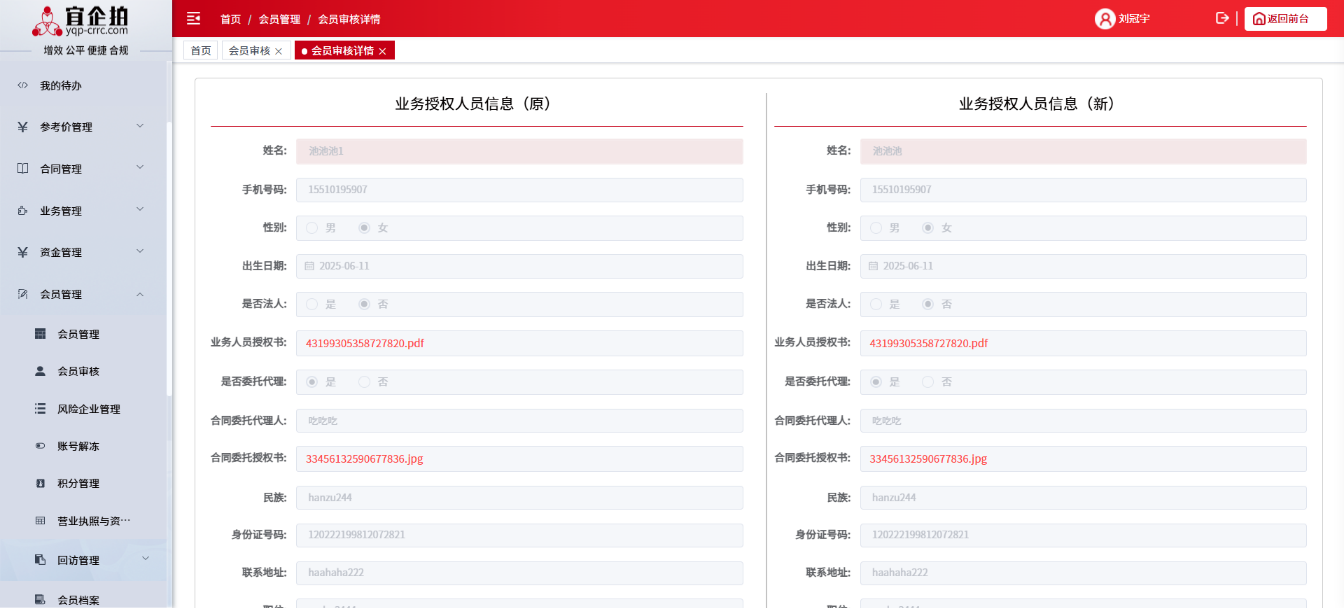 宜企拍
yqp-crrc.com
增效 公平 便捷 合规
首页 / 会员管理 / 会员审核详情
刘冠宇
返回前台
首页
会员审核 ×
会员审核详情 ×
我的待办
参考价管理
合同管理
业务管理
资金管理
会员管理
会员管理
会员审核
风险企业管理
账号解冻
积分管理
营业执照与资…
回访管理
会员档案
业务授权人员信息（原）
姓名: 池池池1
手机号码: 15510195907
性别: 男 女
出生日期: 2025-06-11
是否法人: 是 否
业务人员授权书: 43199305358727820.pdf
是否委托代理: 是 否
合同委托代理人: 吃吃吃
合同委托授权书: 33456132590677836.jpg
民族: hanzu244
身份证号码: 120222199812072821
联系地址: haahaha222
业务授权人员信息（新）
姓名: 池池池
手机号码: 15510195907
性别: 男 女
出生日期: 2025-06-11
是否法人: 是 否
业务人员授权书: 43199305358727820.pdf
是否委托代理: 是 否
合同委托代理人: 吃吃吃
合同委托授权书: 33456132590677836.jpg
民族: hanzu244
身份证号码: 120222199812072821
联系地址: haahaha222